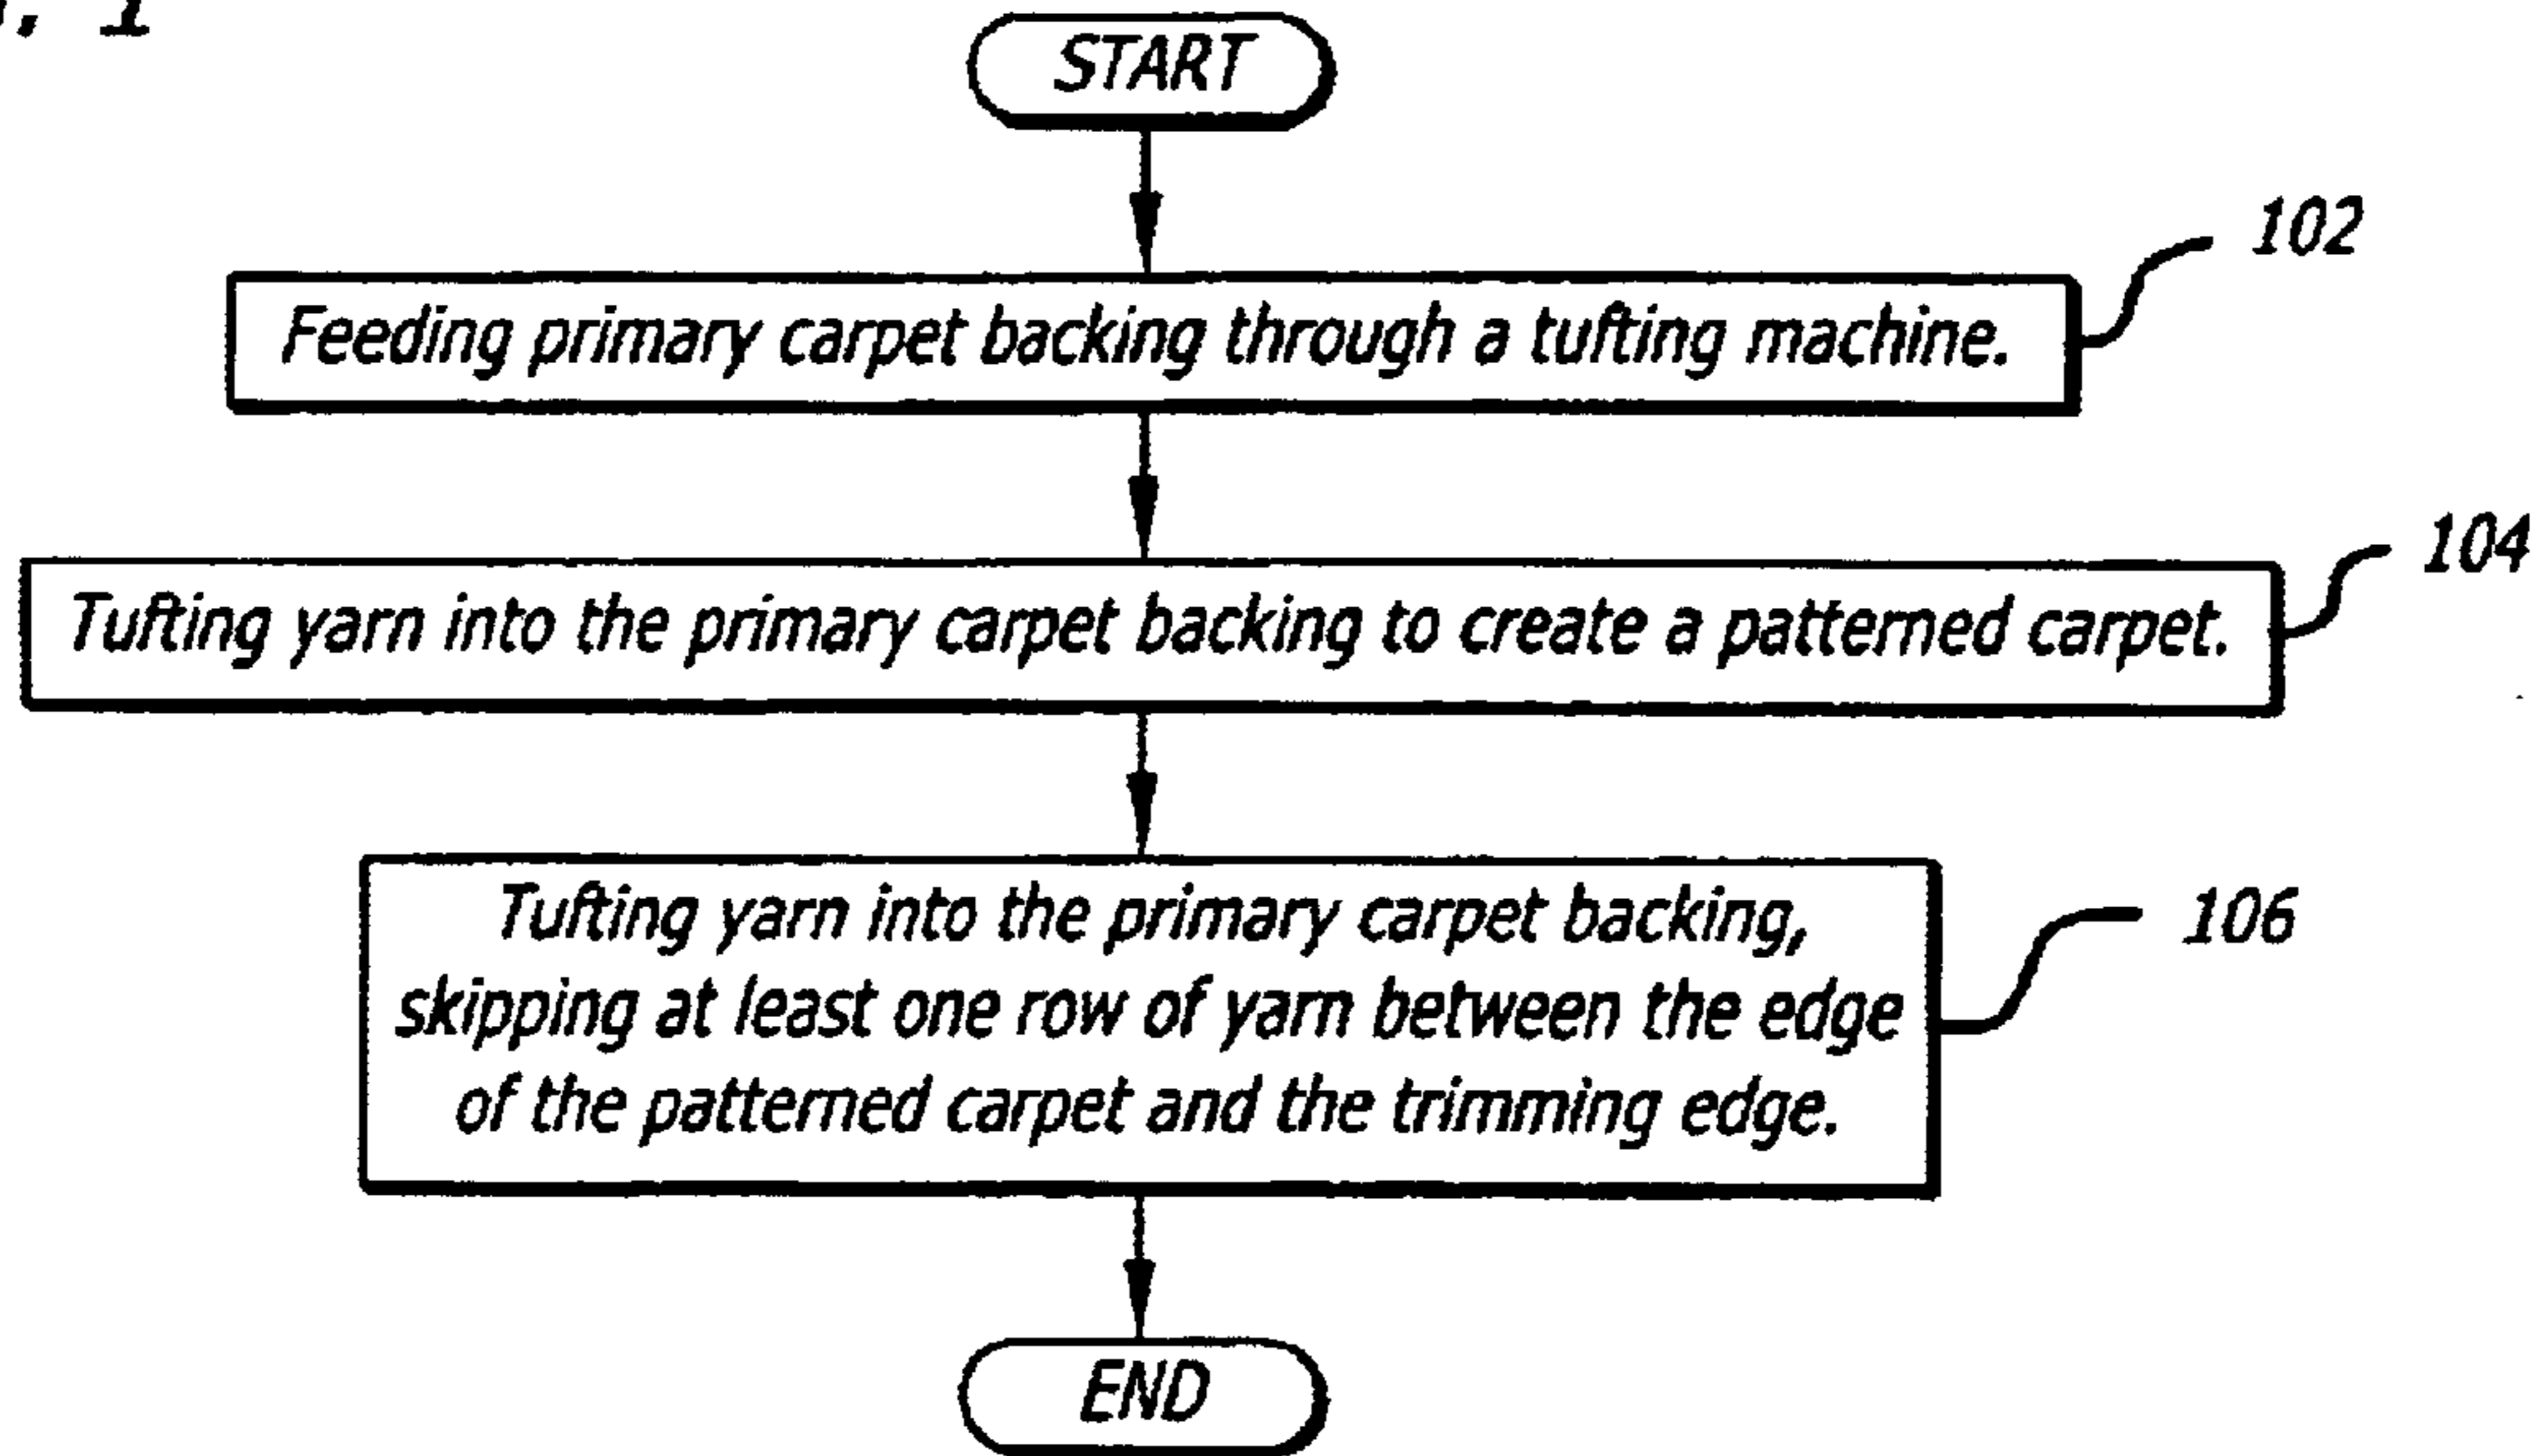 . 1
START
102
Feeding primary carpet backing through a tufting machine.
104
Tufting yarn into the primary carpet backing to create a patterned carpet.
Tufting yarn into the primary carpet backing,
106
skipping at least one row of yarn between the edge
of the patterned carpet and the trimming edge.
END